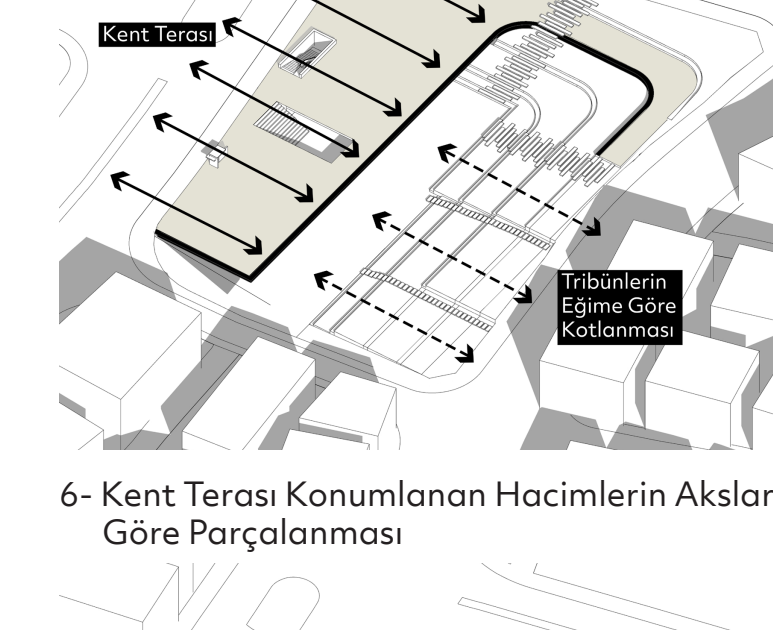 Kent Terası
Tribünlerin
Eğime Göre
Kotlanması
6- Kent Terası Konumlanan Hacimlerin Akslar
Göre Parçalanması